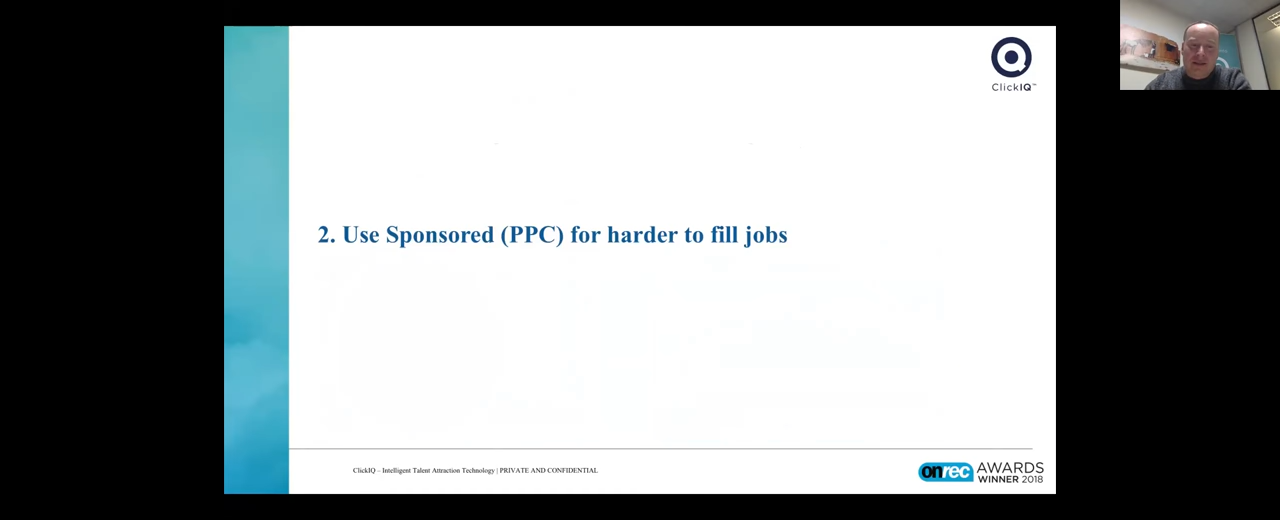 ClickIQ™
2. Use Sponsored (PPC) for harder to fill jobs
ClickIQ – Intelligent Talent Attraction Technology | PRIVATE AND CONFIDENTIAL
onrec AWARDS
WINNER 2018